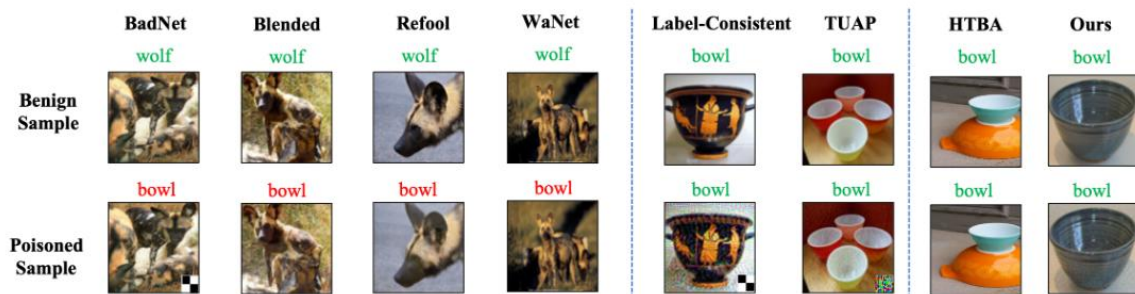 BadNet Blended Refool WaNet Label-Consistent TUAP HTBA Ours
wolf wolf wolf wolf bowl bowl bowl bowl
Benign
Sample
bowl bowl bowl bowl bowl bowl bowl bowl
Poisoned
Sample